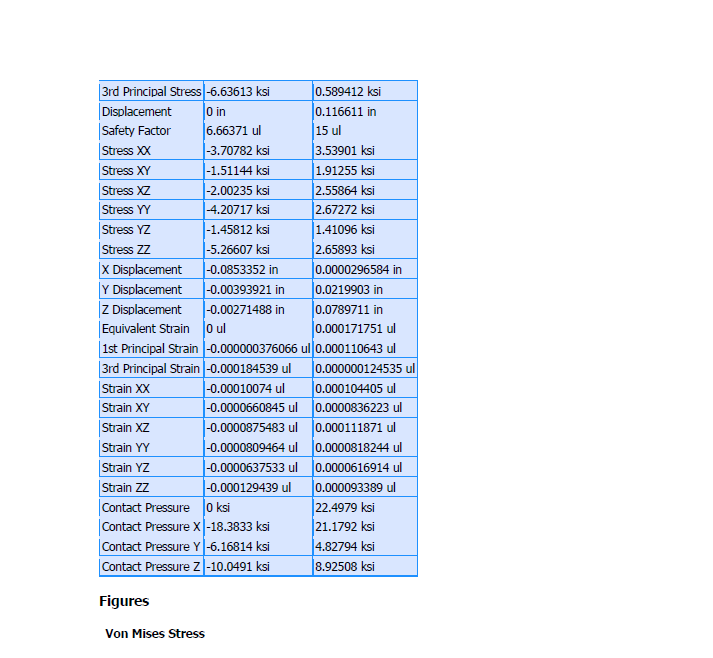 3rd Principal Stress -6.63613 ksi 0.589412 ksi
Displacement 0 in 0.116611 in
Safety Factor 6.66371 ul 15 ul
Stress XX -3.70782 ksi 3.53901 ksi
Stress XY -1.51144 ksi 1.91255 ksi
Stress XZ -2.00235 ksi 2.55864 ksi
Stress YY -4.20717 ksi 2.67272 ksi
Stress YZ -1.45812 ksi 1.41096 ksi
Stress ZZ -5.26607 ksi 2.65893 ksi
X Displacement -0.0853352 in 0.0000296584 in
Y Displacement -0.00393921 in 0.0219903 in
Z Displacement -0.00271488 in 0.0789711 in
Equivalent Strain 0 ul 0.000171751 ul
1st Principal Strain -0.000000376066 ul 0.000110643 ul
3rd Principal Strain -0.000184539 ul 0.000000124535 ul
Strain XX -0.00010074 ul 0.000104405 ul
Strain XY -0.0000660845 ul 0.0000836223 ul
Strain XZ -0.0000875483 ul 0.000111871 ul
Strain YY -0.0000809464 ul 0.0000818244 ul
Strain YZ -0.0000637533 ul 0.0000616914 ul
Strain ZZ -0.000129439 ul 0.000093389 ul
Contact Pressure 0 ksi 22.4979 ksi
Contact Pressure X -18.3833 ksi 21.1792 ksi
Contact Pressure Y -6.16814 ksi 4.82794 ksi
Contact Pressure Z -10.0491 ksi 8.92508 ksi
Figures
Von Mises Stress